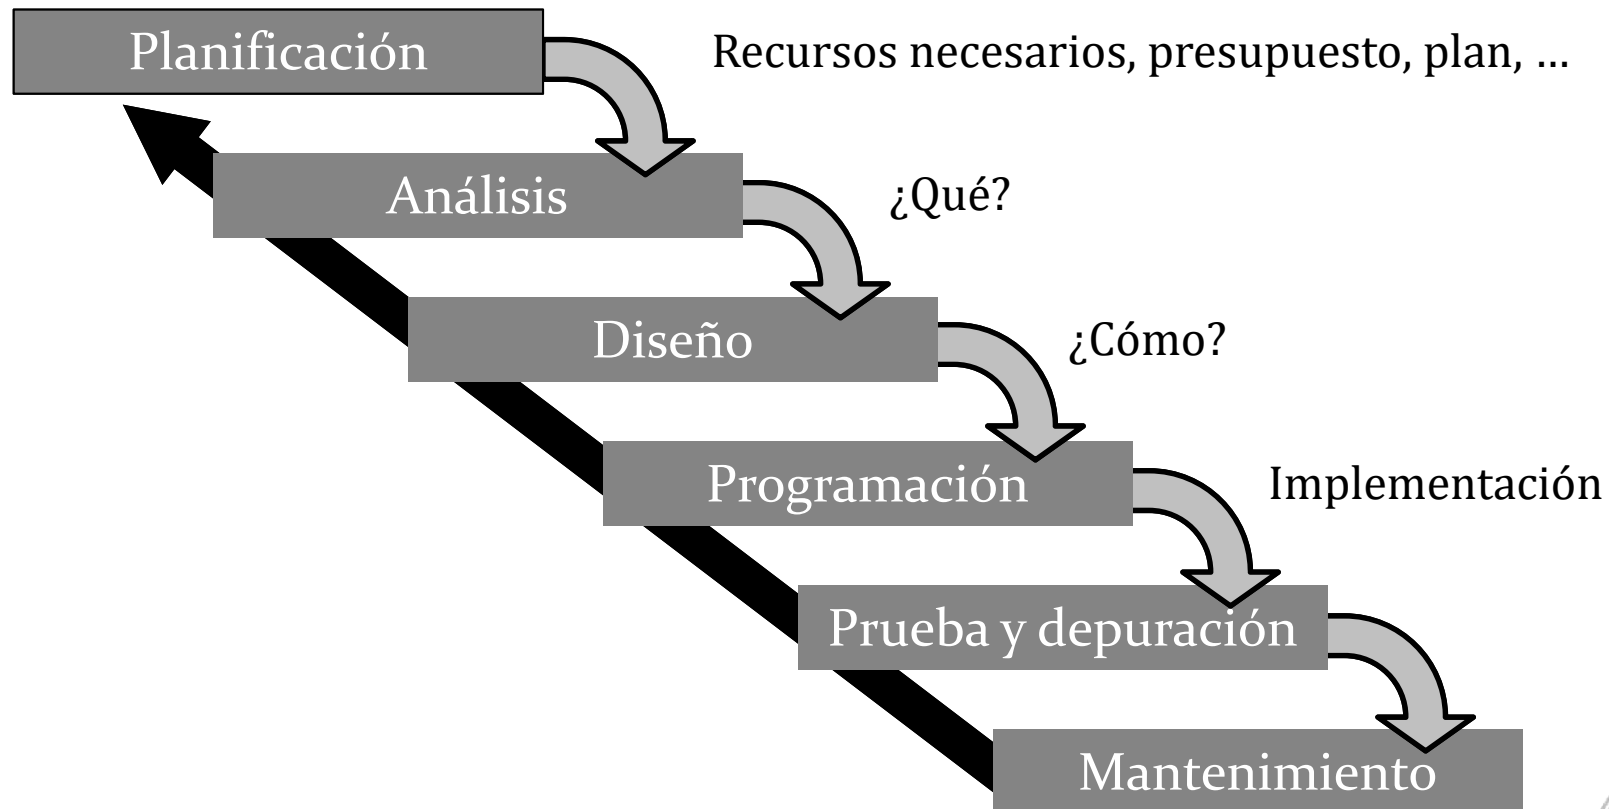 Planificación
Recursos necesarios, presupuesto, plan, ...
Análisis
¿Qué?
Diseño
¿Cómo?
Programación
Implementación
Prueba y depuración
Mantenimiento